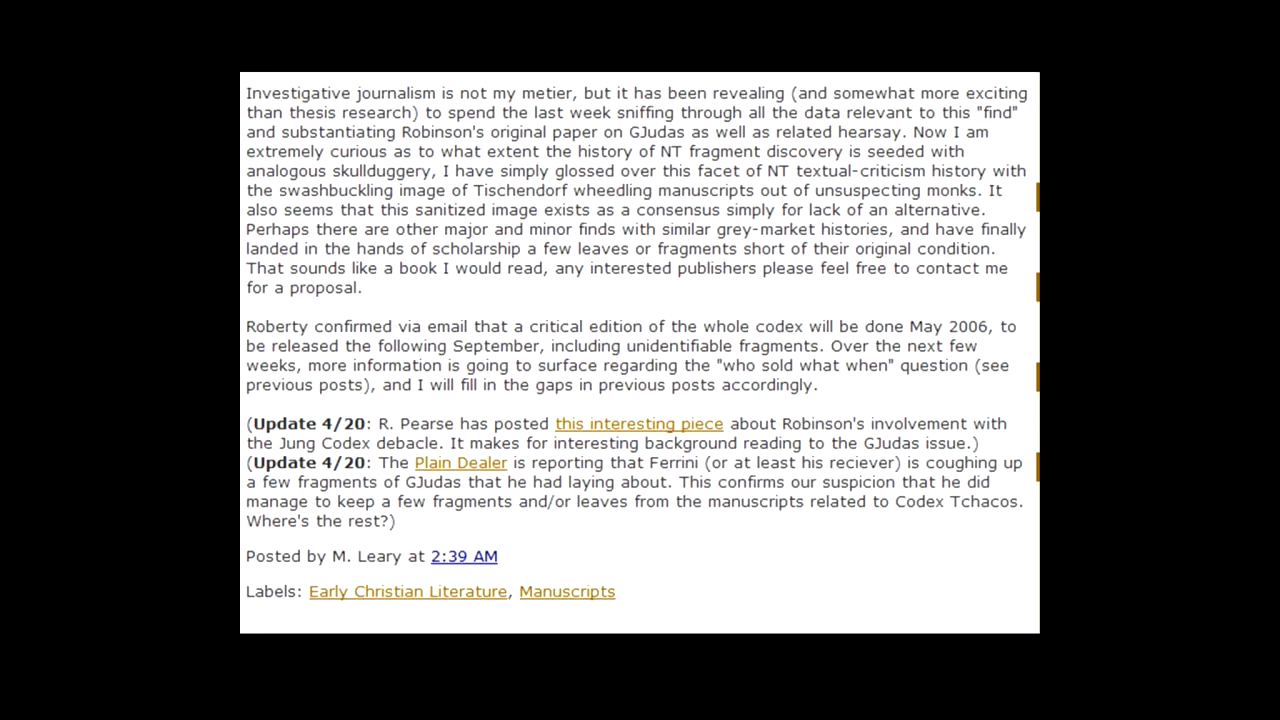 Investigative journalism is not my metier, but it has been revealing (and somewhat more exciting
than thesis research) to spend the last week sniffing through all the data relevant to this "find"
and substantiating Robinson's original paper on GJudas as well as related hearsay. Now I am
extremely curious as to what extent the history of NT fragment discovery is seeded with
analogous skullduggery, I have simply glossed over this facet of NT textual-criticism history with
the swashbuckling image of Tischendorf wheedling manuscripts out of unsuspecting monks. It
also seems that this sanitized image exists as a consensus simply for lack of an alternative.
Perhaps there are other major and minor finds with similar grey-market histories, and have finally
landed in the hands of scholarship a few leaves or fragments short of their original condition.
That sounds like a book I would read, any interested publishers please feel free to contact me
for a proposal.
Roberty confirmed via email that a critical edition of the whole codex will be done May 2006, to
be released the following September, including unidentifiable fragments. Over the next few
weeks, more information is going to surface regarding the "who sold what when" question (see
previous posts), and I will fill in the gaps in previous posts accordingly.
(Update 4/20: R. Pearse has posted this interesting piece about Robinson's involvement with
the Jung Codex debacle. It makes for interesting background reading to the GJudas issue.)
(Update 4/20: The Plain Dealer is reporting that Ferrini (or at least his reciever) is coughing up
a few fragments of GJudas that he had laying about. This confirms our suspicion that he did
manage to keep a few fragments and/or leaves from the manuscripts related to Codex Tchacos.
Where's the rest?)
Posted by M. Leary at 2:39 AM
Labels: Early Christian Literature, Manuscripts